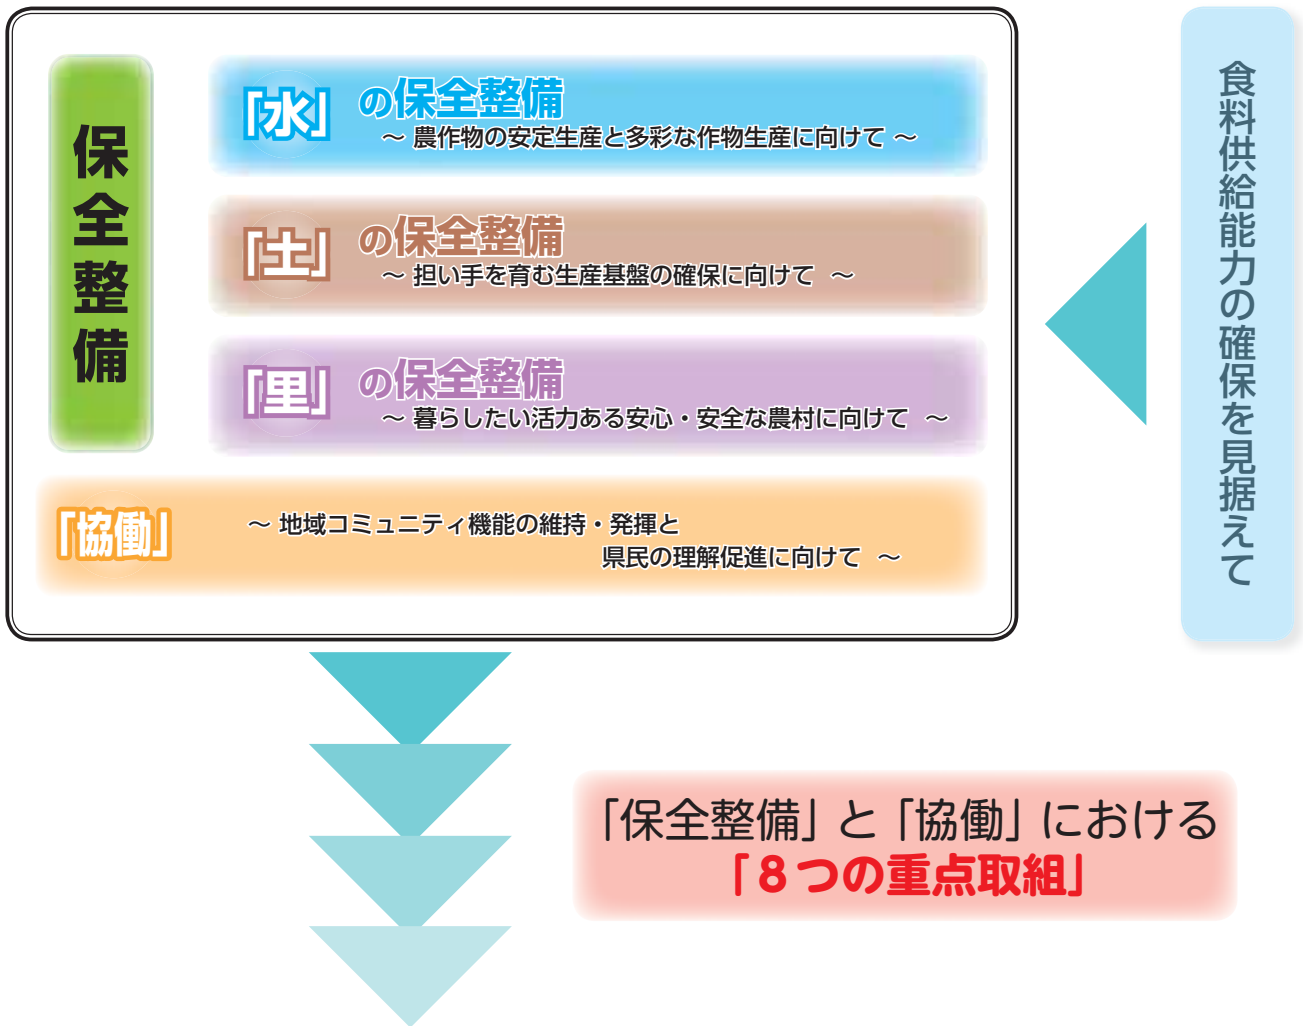 保全整備
「水」の保全整備
～ 農作物の安定生産と多彩な作物生産に向けて ～
「土」の保全整備
～ 担い手を育む生産基盤の確保に向けて ～
「里」の保全整備
～ 暮らしたい活力ある安心・安全な農村に向けて ～
「協働」 ～ 地域コミュニティ機能の維持・発揮と
県民の理解促進に向けて ～
食料供給能力の確保を見据えて
「保全整備」と「協働」における
「８つの重点取組」